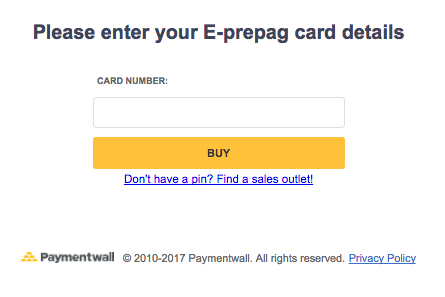 Please enter your E-prepag card details
CARD NUMBER:
BUY
Don't have a pin? Find a sales outlet!
Paymentwall © 2010-2017 Paymentwall. All rights reserved. Privacy Policy